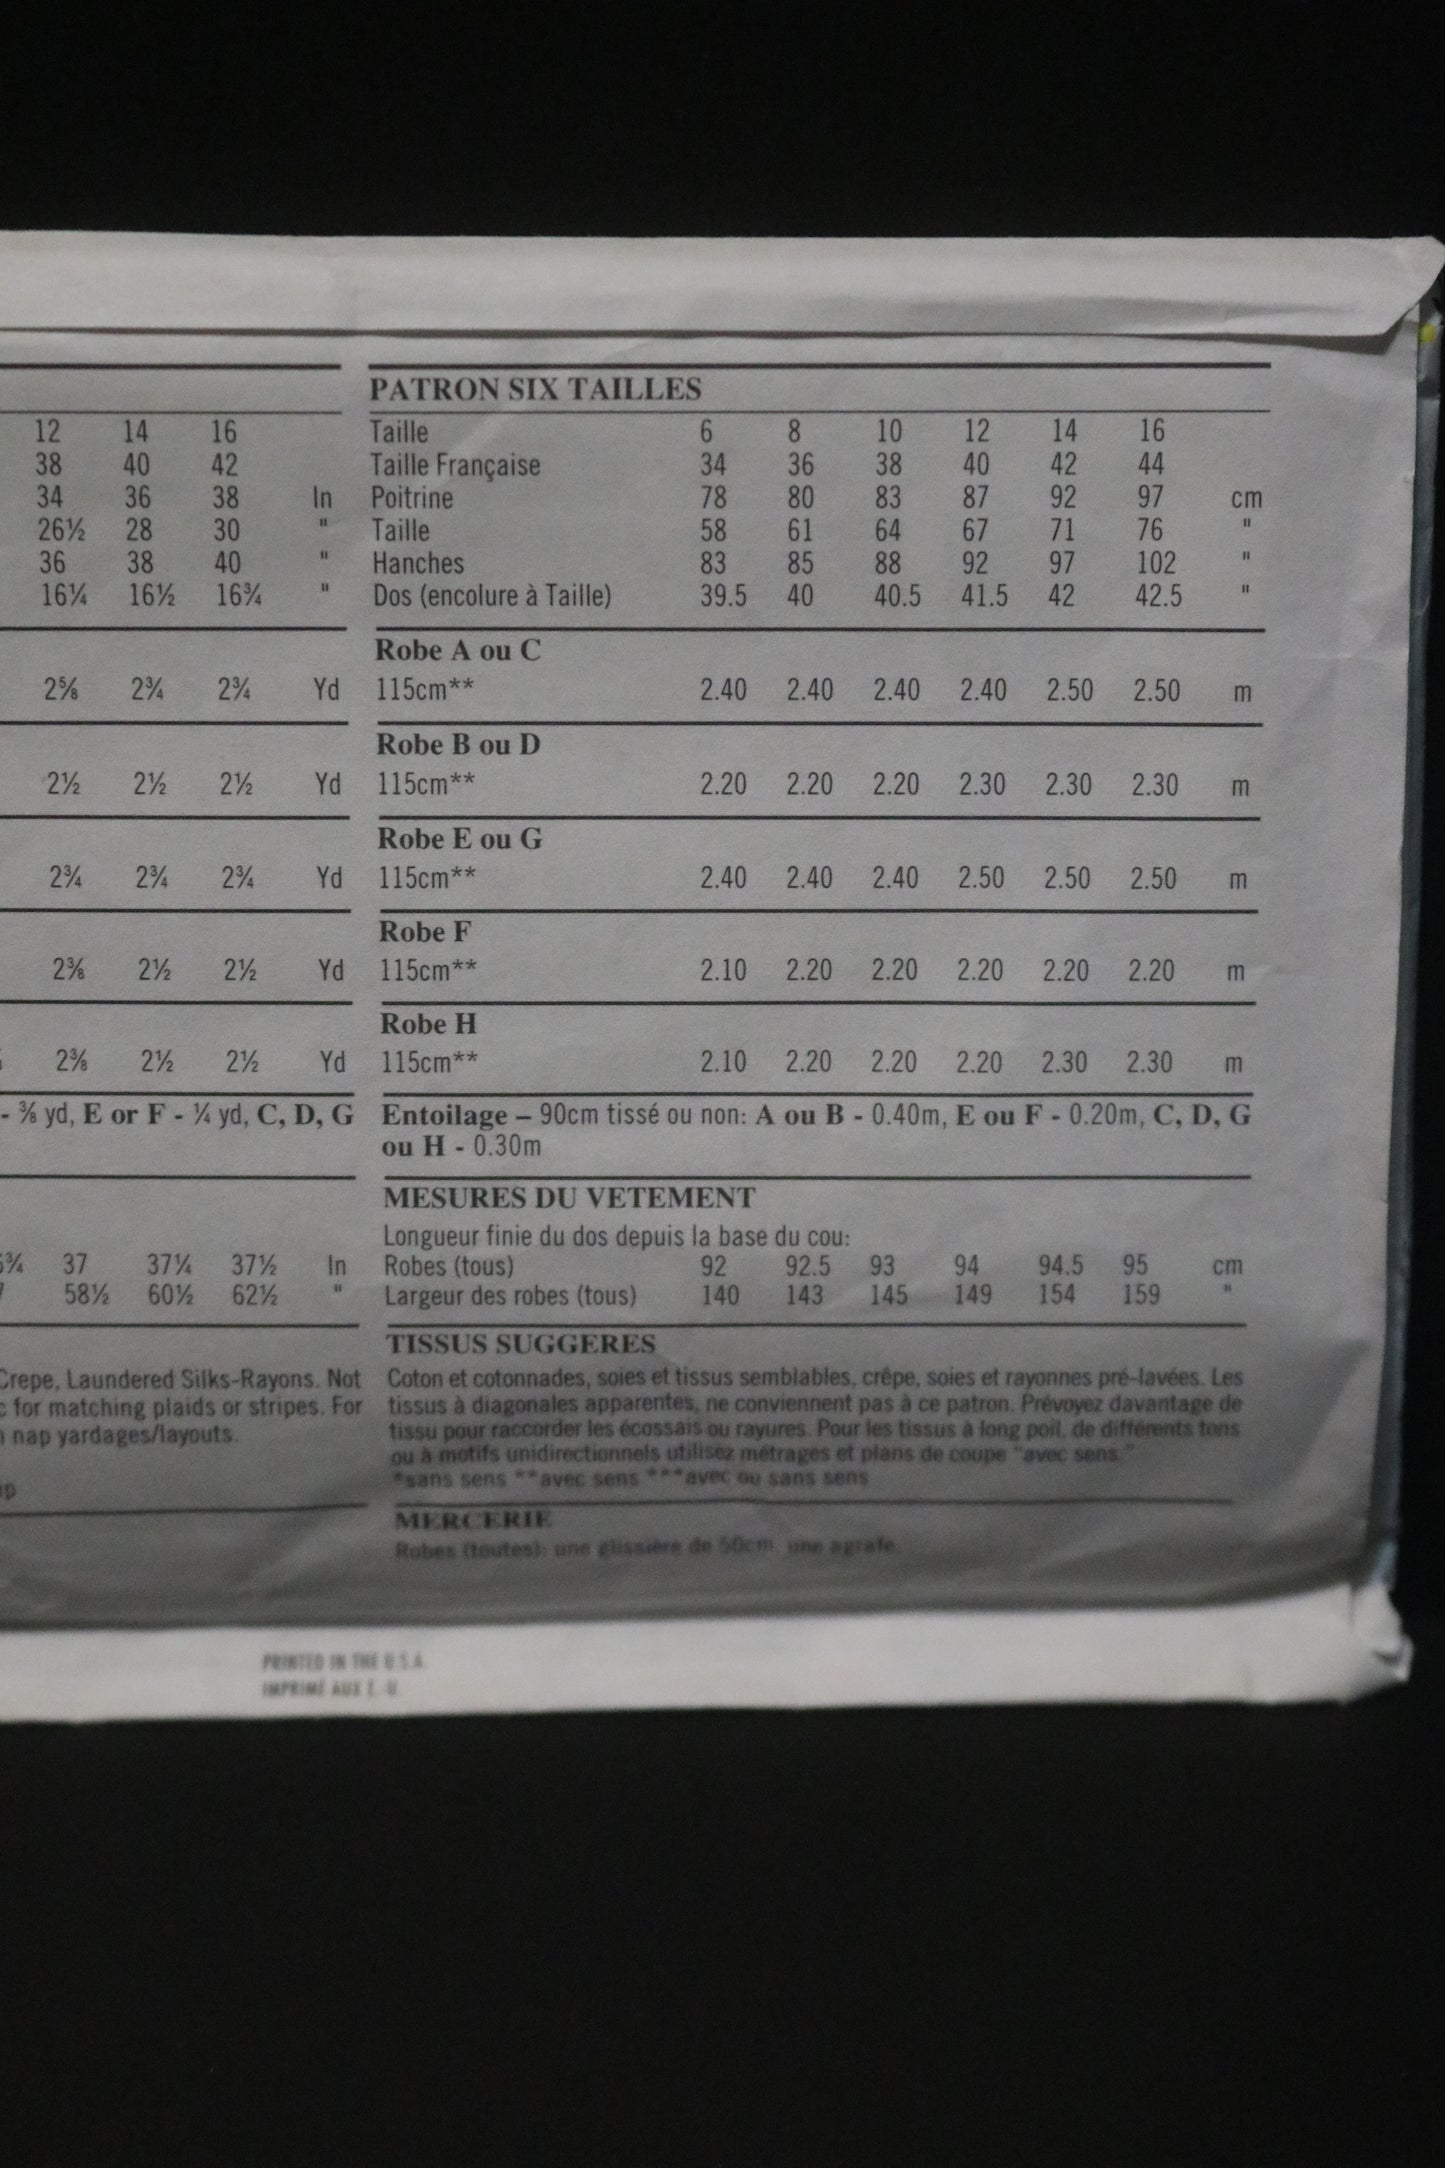 12 14 16
38 40 42
34 36 38 In
26½ 28 30 "
36 38 40 "
16¼ 16½ 16¾ "
2⅝ 2¾ 2¾ Yd
2½ 2½ 2½ Yd
2¾ 2¾ 2¾ Yd
2⅜ 2½ 2½ Yd
2⅜ 2½ 2½ Yd
- ⅜ yd, E or F - ¼ yd, C, D, G
37 37¼ 37½ In
58½ 60½ 62½ "
Crepe, Laundered Silks-Rayons. Not
for matching plaids or stripes. For
nap yardages/layouts.
PATRON SIX TAILLES
Taille 6 8 10 12 14 16
Taille Française 34 36 38 40 42 44
Poitrine 78 80 83 87 92 97 cm
Taille 58 61 64 67 71 76 "
Hanches 83 85 88 92 97 102 "
Dos (encolure à Taille) 39.5 40 40.5 41.5 42 42.5 "
Robe A ou C
115cm** 2.40 2.40 2.40 2.40 2.50 2.50 m
Robe B ou D
115cm** 2.20 2.20 2.20 2.30 2.30 2.30 m
Robe E ou G
115cm** 2.40 2.40 2.40 2.50 2.50 2.50 m
Robe F
115cm** 2.10 2.20 2.20 2.20 2.20 2.20 m
Robe H
115cm** 2.10 2.20 2.20 2.20 2.30 2.30 m
Entoilage – 90cm tissé ou non: A ou B - 0.40m, E ou F - 0.20m, C, D, G
ou H - 0.30m
MESURES DU VETEMENT
Longueur finie du dos depuis la base du cou:
Robes (tous) 92 92.5 93 94 94.5 95 cm
Largeur des robes (tous) 140 143 145 149 154 159 "
TISSUS SUGGERES
Coton et cotonnades, soies et tissus semblables, crêpe, soies et rayonnes pré-lavées. Les
tissus à diagonales apparentes, ne conviennent pas à ce patron. Prévoyez davantage de
tissu pour raccorder les écossais ou rayures. Pour les tissus à long poil, de différents tons
ou à motifs unidirectionnels utilisez métrages et plans de coupe "avec sens."
*sans sens **avec sens ***avec ou sans sens
MERCERIE
Robes (toutes): une glissière de 50cm, une agrafe.
PRINTED IN THE U.S.A.
IMPRIMÉ AUX É.-U.